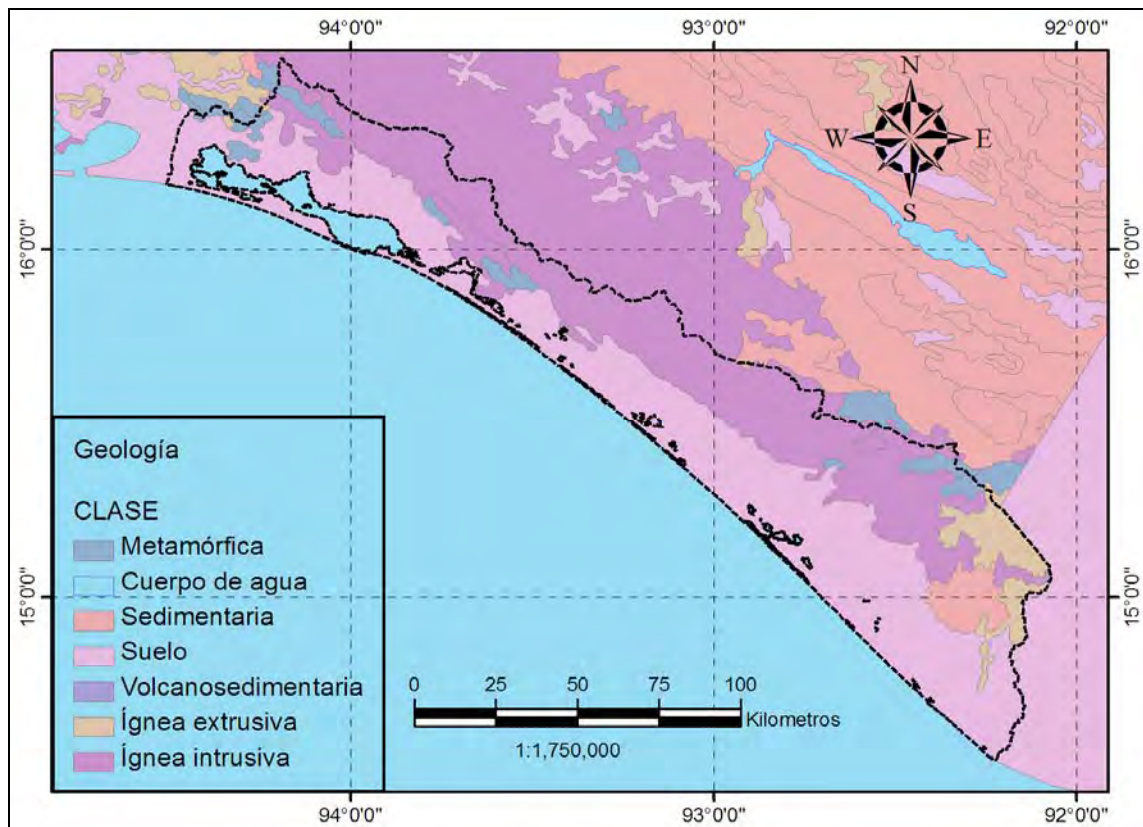 94°0'0" 93°0'0" 92°0'0"
N
W E
S
16°0'0" 16°0'0"
15°0'0" 15°0'0"
Geología
CLASE
Metamórfica
Cuerpo de agua
Sedimentaria
Suelo
Volcanosedimentaria
Ígnea extrusiva
Ígnea intrusiva
0 25 50 75 100
Kilometros
1:1,750,000
94°0'0" 93°0'0" 92°0'0"